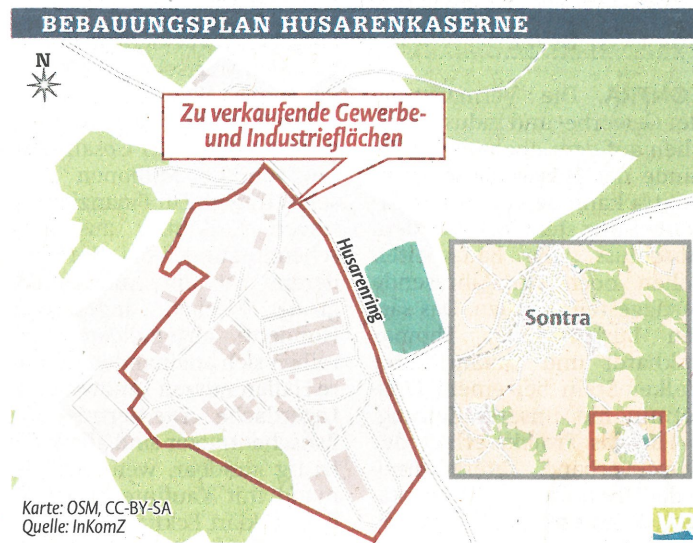 BEBAUUNGSPLAN HUSARENKASERNE
N
Zu verkaufende Gewerbe-
und Industrieflächen
Husarenring
Sontra
Karte: OSM, CC-BY-SA
Quelle: InKomZ